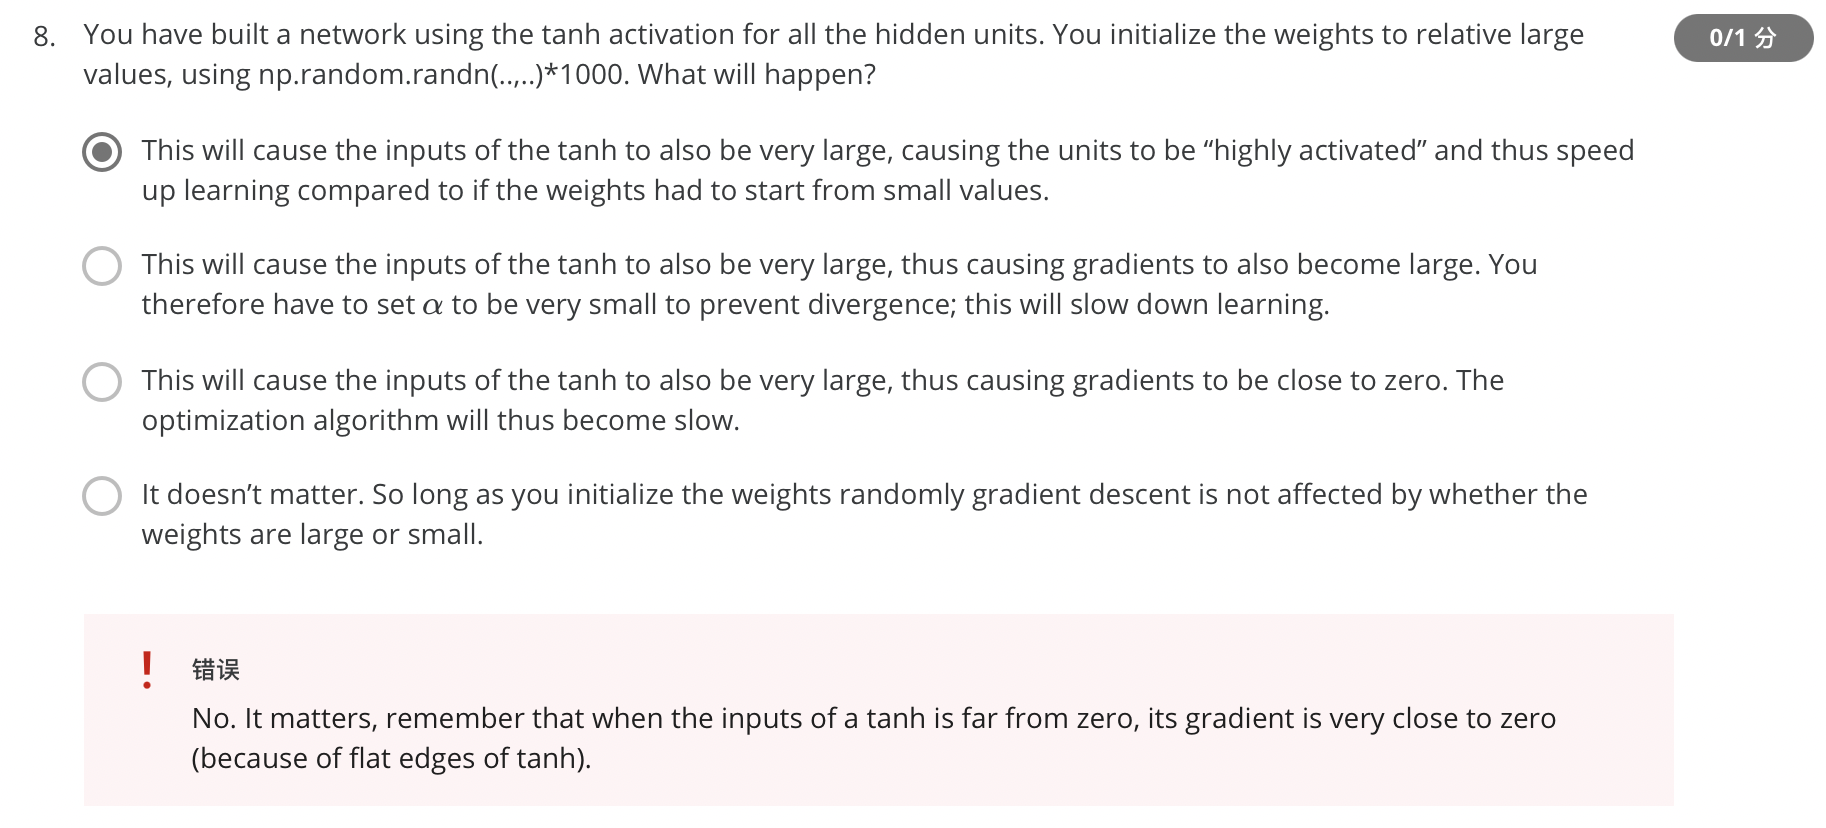 8. You have built a network using the tanh activation for all the hidden units. You initialize the weights to relative large
0/1 分
values, using np.random.randn(..,..)*1000. What will happen?
This will cause the inputs of the tanh to also be very large, causing the units to be “highly activated” and thus speed
up learning compared to if the weights had to start from small values.
This will cause the inputs of the tanh to also be very large, thus causing gradients to also become large. You
therefore have to set α to be very small to prevent divergence; this will slow down learning.
This will cause the inputs of the tanh to also be very large, thus causing gradients to be close to zero. The
optimization algorithm will thus become slow.
It doesn’t matter. So long as you initialize the weights randomly gradient descent is not affected by whether the
weights are large or small.
错误
No. It matters, remember that when the inputs of a tanh is far from zero, its gradient is very close to zero
(because of flat edges of tanh).